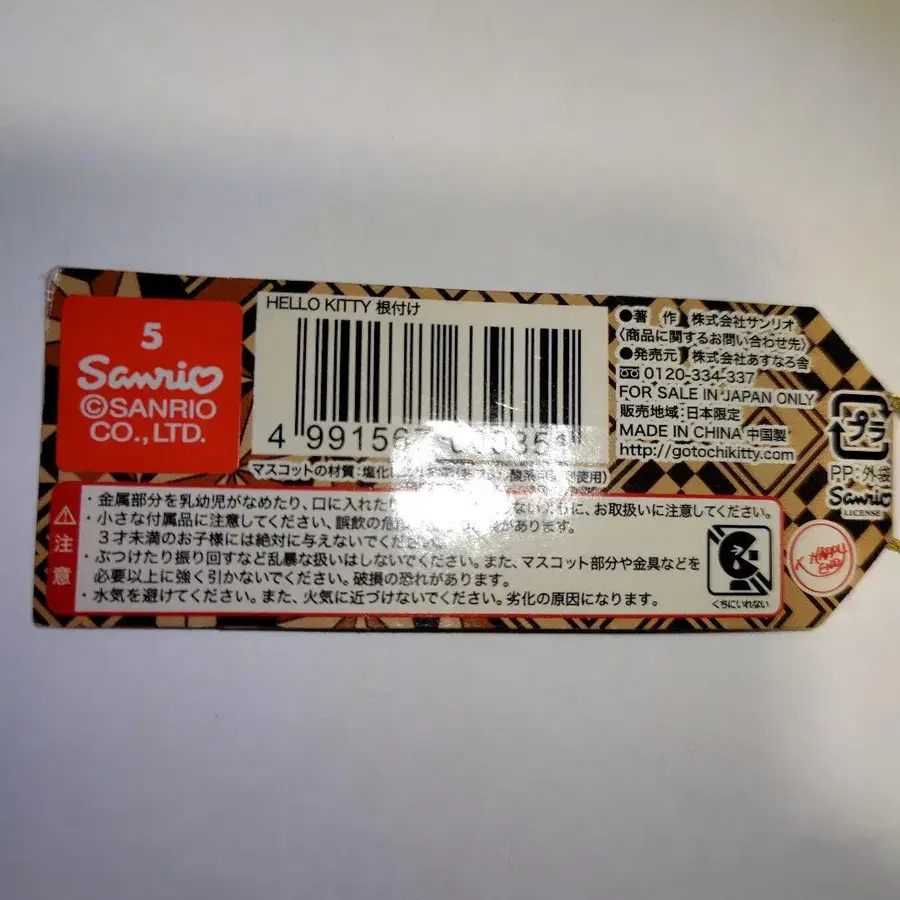 5
Sanrio
©SANRIO
CO.,LTD.
HELLO KITTY 根付け
4 99156
マスコットの材質:塩化
使用)
●著 作 株式会社サンリオ
〈商品に関するお問い合わせ先〉
●発売元 株式会社あすなろ舎
0120-334-337
FOR SALE IN JAPAN ONLY
販売地域:日本限定
MADE IN CHINA 中国製
http://gotochikitty.com
プラ
PP:外袋
Sanrio
LICENSE
A HAPPY
END
注意
・金属部分を乳幼児がなめたり、口に入れた ように、お取扱いに注意してください。
・小さな付属品に注意してください、誤飲の危 があります。
3才未満のお子様には絶対に与えないでくだ
・ぶつけたり振り回すなど乱暴な扱いはしないでください。また、マスコット部分や金具などを
必要以上に強く引かないでください。破損の恐れがあります。
・水気を避けてください。また、火気に近づけないでください。劣化の原因になります。
くちにいれない